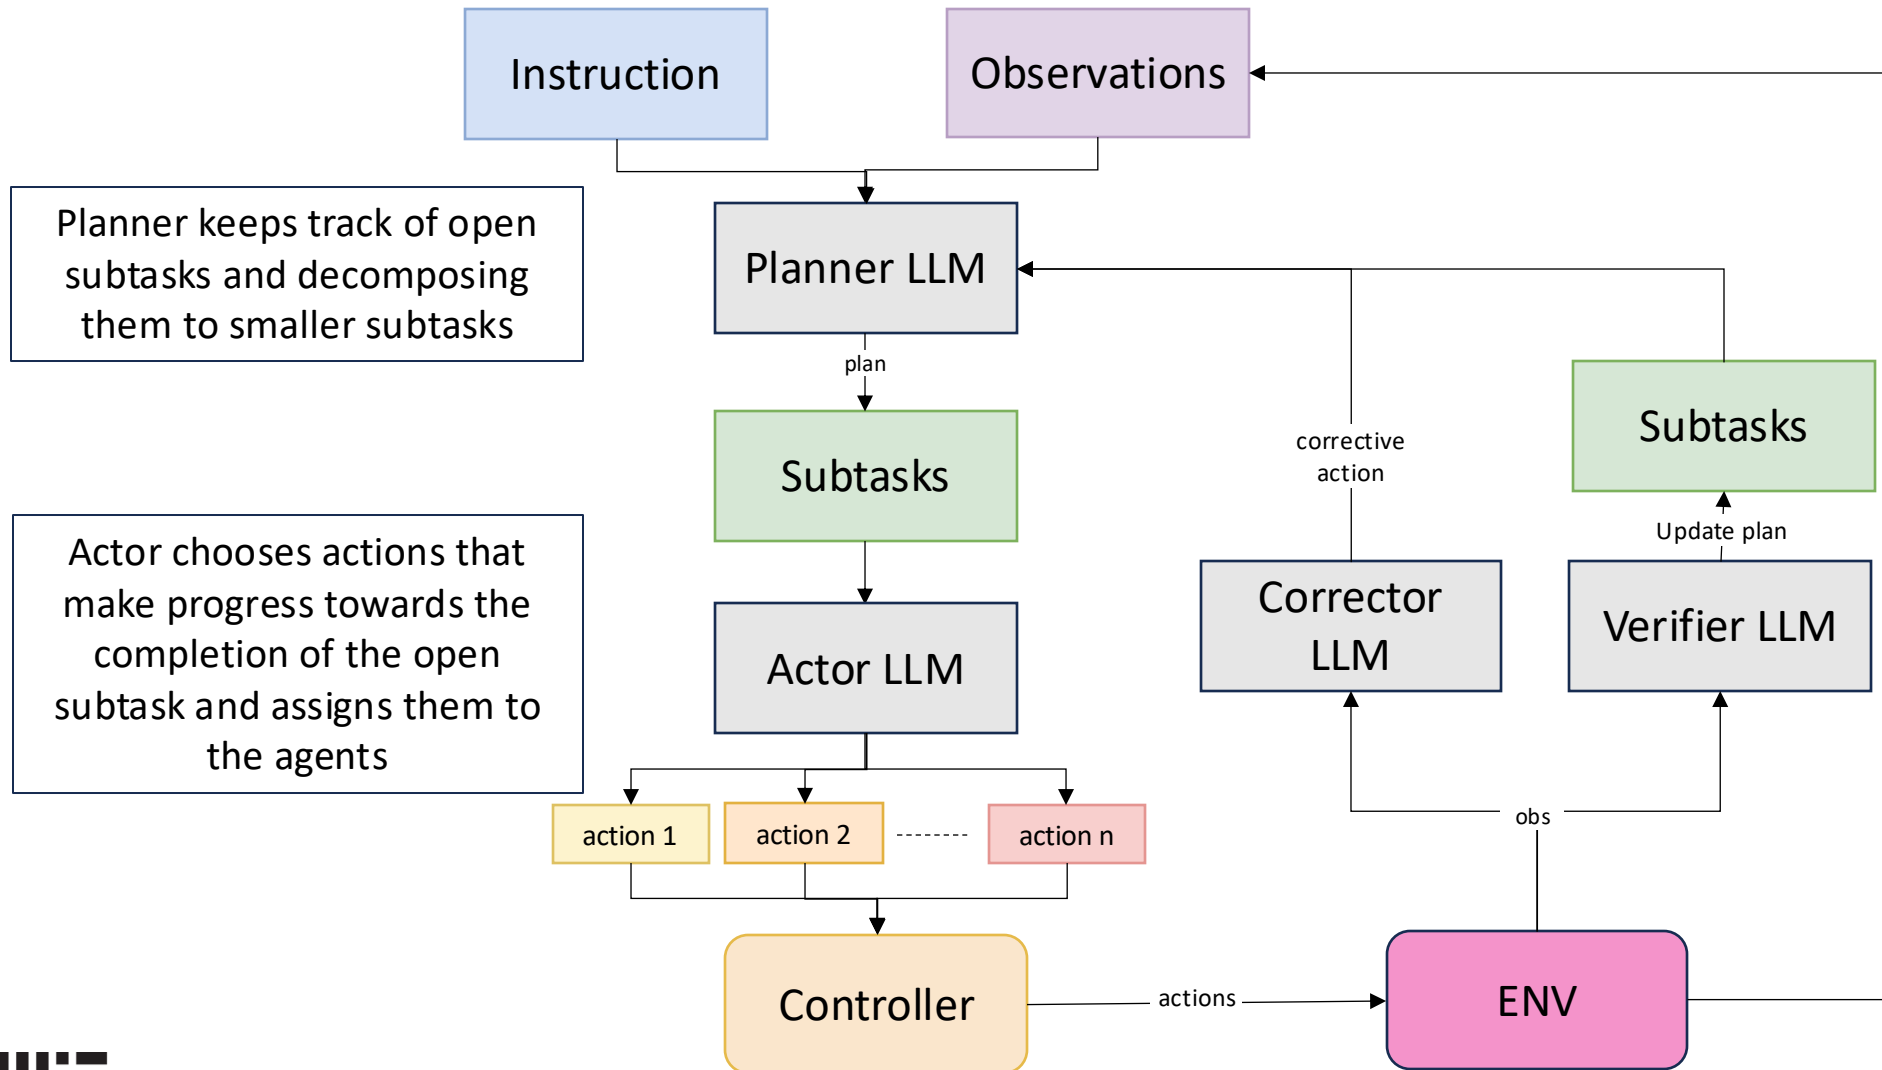 Instruction
Observations
Planner keeps track of open
subtasks and decomposing
them to smaller subtasks
Planner LLM
plan
Subtasks
corrective
action
Subtasks
Update plan
Actor chooses actions that
make progress towards the
completion of the open
subtask and assigns them to
the agents
Actor LLM
Corrector
LLM
Verifier LLM
action 1
action 2
action n
obs
Controller
actions
ENV